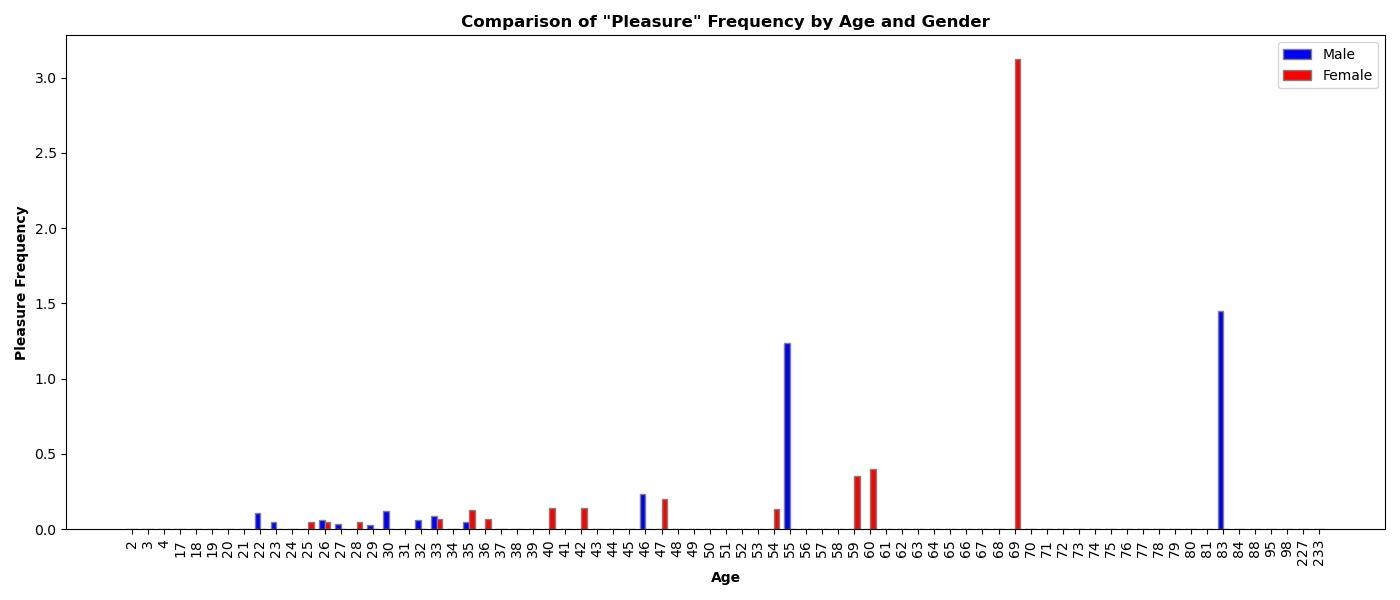 Comparison of "Pleasure" Frequency by Age and Gender
Male
Female
Pleasure Frequency
3.0
2.5
2.0
1.5
1.0
0.5
0.0
2 3 4 17 18 19 20 21 22 23 24 25 26 27 28 29 30 31 32 33 34 35 36 37 38 39 40 41 42 43 44 45 46 47 48 49 50 51 52 53 54 55 56 57 58 59 60 61 62 63 64 65 66 67 68 69 70 71 72 73 74 75 76 77 78 79 80 81 83 84 88 95 98 227 233
Age